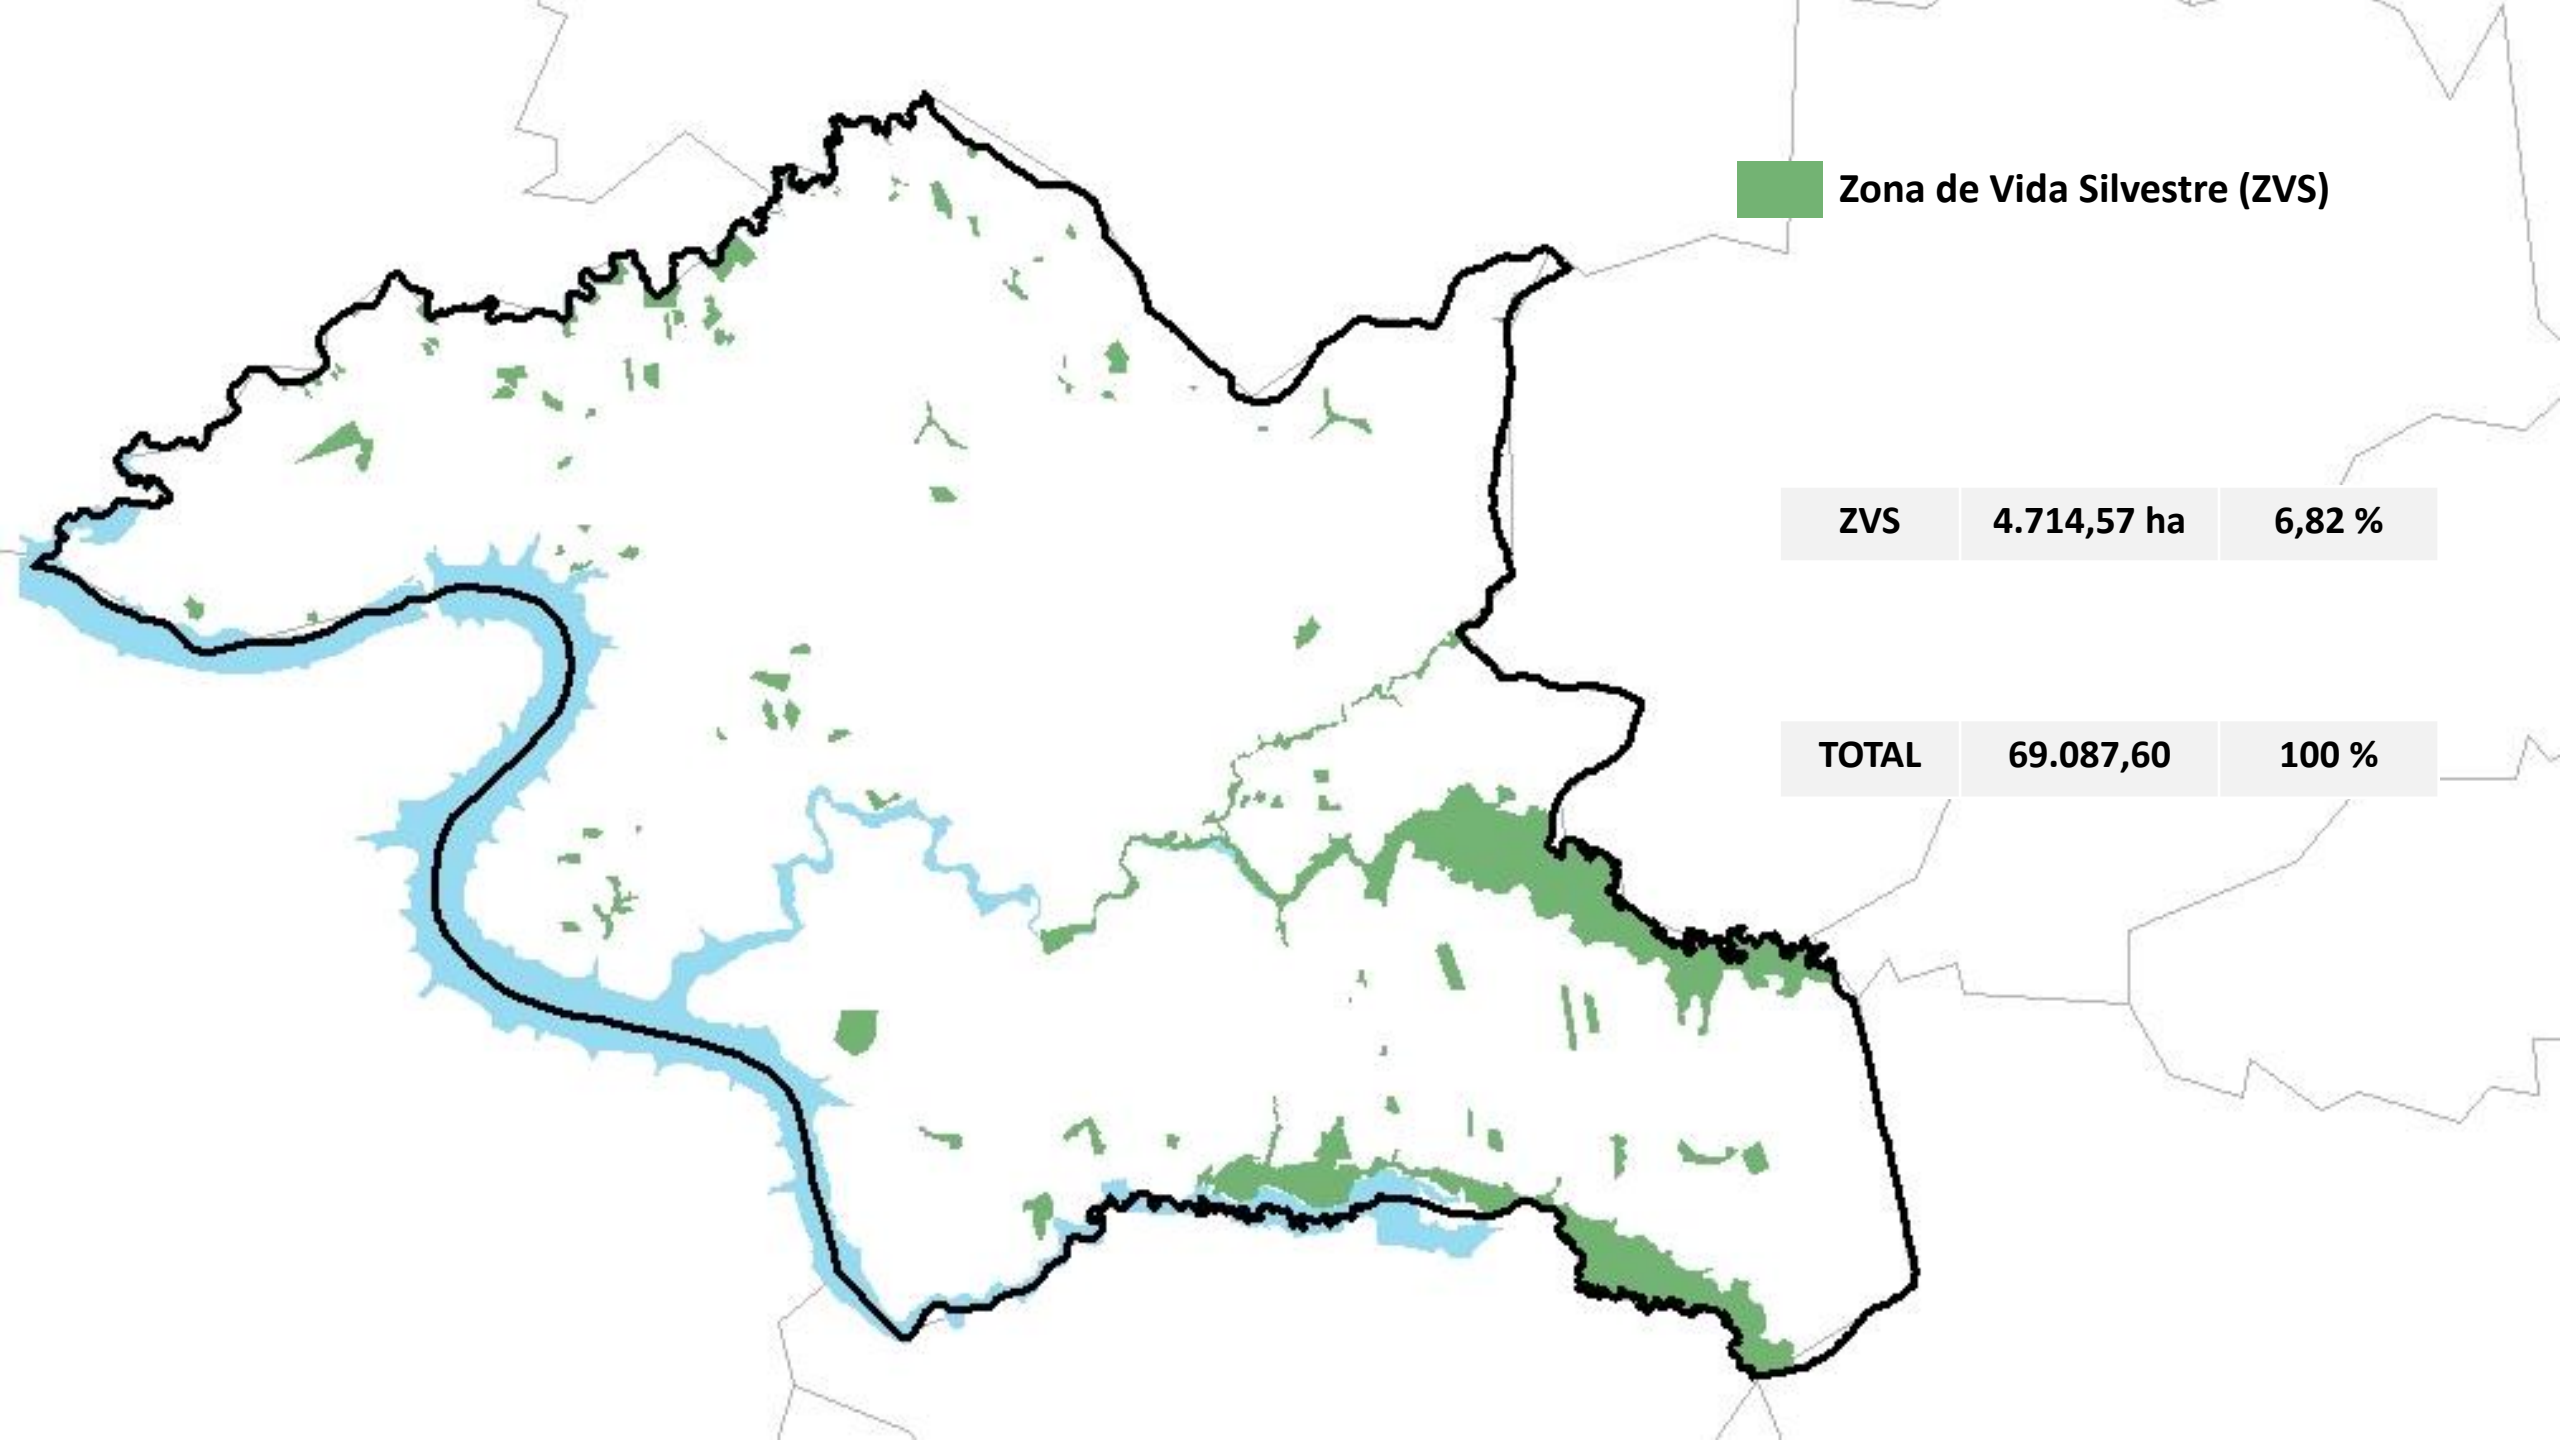 Zona de Vida Silvestre (ZVS)
ZVS 4.714,57 ha 6,82 %
TOTAL 69.087,60 100 %